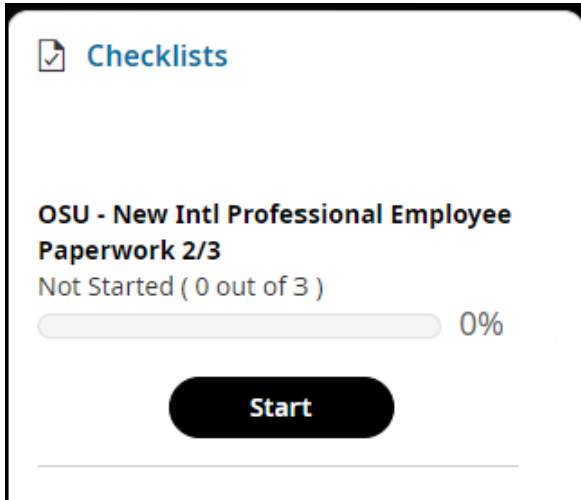 Checklists
OSU - New Intl Professional Employee
Paperwork 2/3
Not Started ( 0 out of 3 )
0%
Start